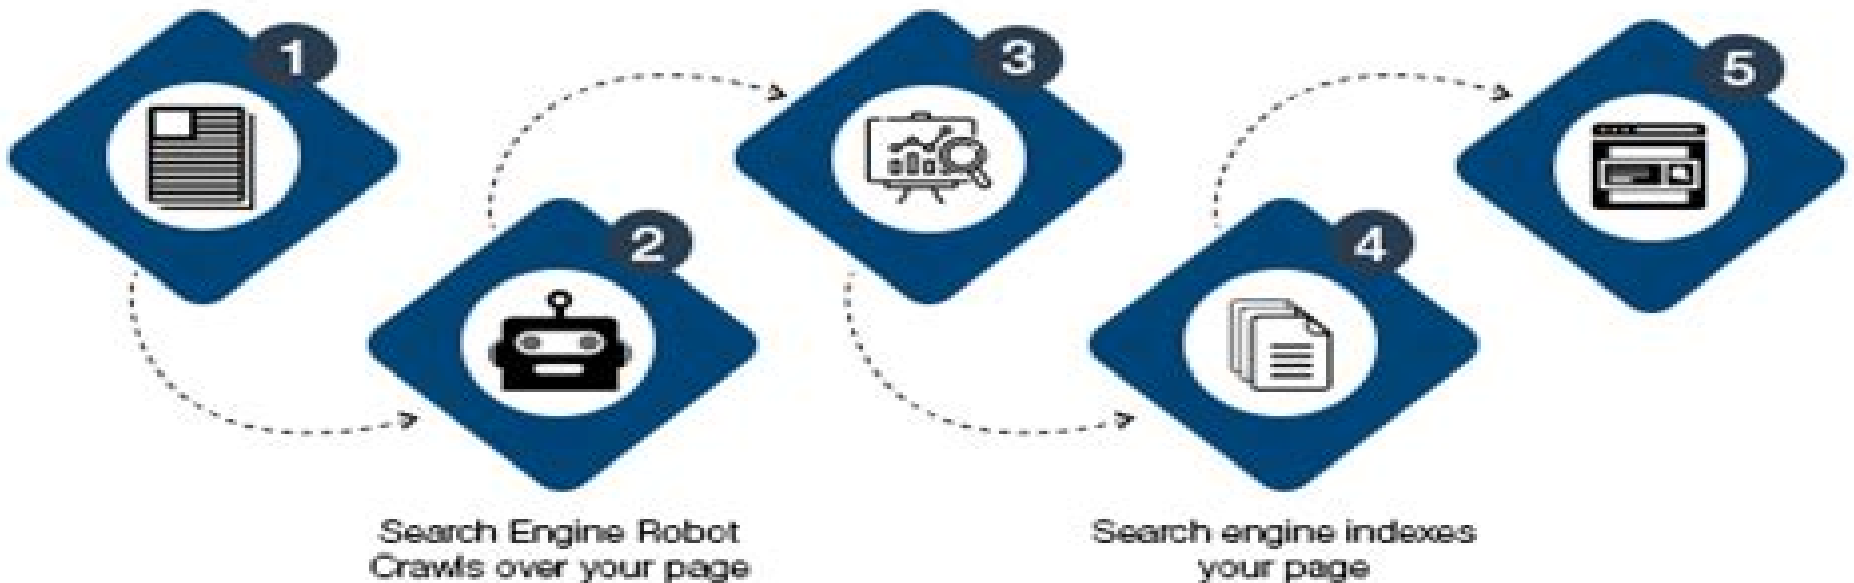 1
2
3
4
5
Search Engine Robot
Crawls over your page
Search engine indexes
your page